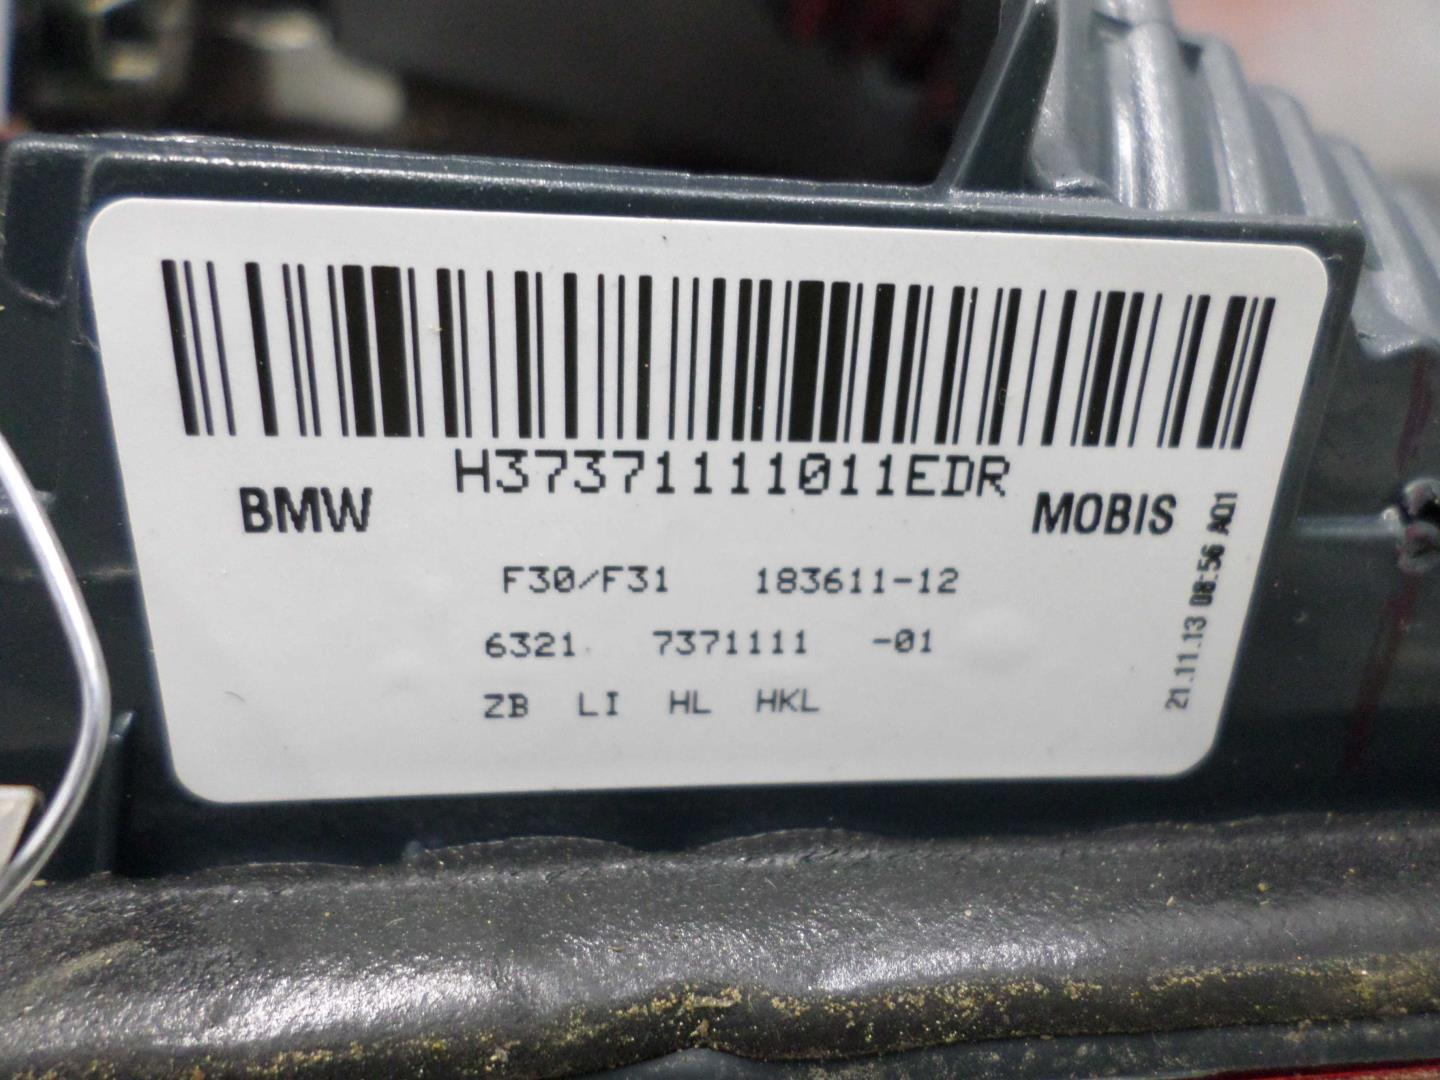 H37371111011EDR
BMW
MOBIS
F30/F31 183611-12
6321 7371111 -01
ZB LI HL HKL
21.11.13 08:56 A01